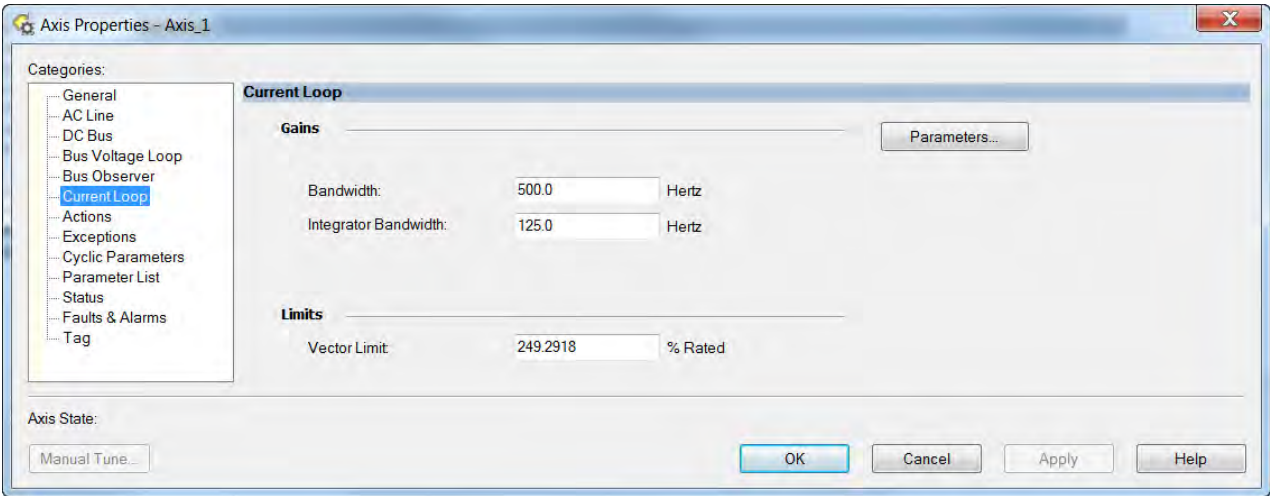 Axis Properties - Axis_1
X
Categories:
General
AC Line
DC Bus
Bus Voltage Loop
Bus Observer
Current Loop
Actions
Exceptions
Cyclic Parameters
Parameter List
Status
Faults & Alarms
Tag
Current Loop
Gains
Parameters...
Bandwidth: 500.0 Hertz
Integrator Bandwidth: 125.0 Hertz
Limits
Vector Limit: 249.2918 % Rated
Axis State:
Manual Tune... OK Cancel Apply Help